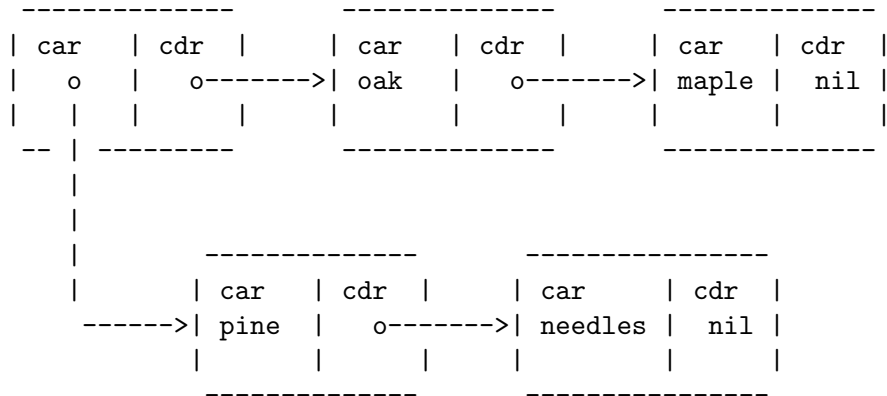 --------------       --------------       --------------
| car   | cdr  |     | car   | cdr  |     | car   | cdr  |
|   o   |   o------->| oak   |   o------->| maple |  nil |
|   |   |      |     |       |      |     |       |      |
 -- | ---------       --------------       --------------
    |
    |
    |        --------------       ----------------
    |       | car   | cdr  |     | car     | cdr  |
     ------>| pine  |   o------->| needles |  nil |
            |       |      |     |         |      |
             --------------       ----------------